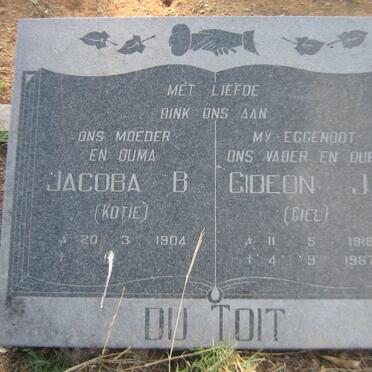 MET LIEFDE
DINK ONS AAN
ONS MOEDER
EN OUMA
JACOBA B
(KOTIE)
20 3 1904
MY EGGENOOT
ONS VADER EN
GIDEON J
(GIEL)
11 5
4 9
DU TOIT